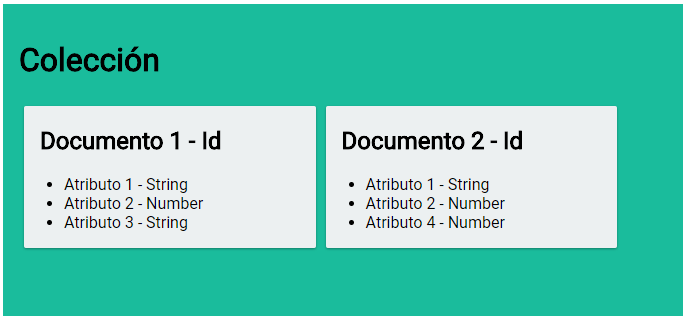 Colección
Documento 1 - Id
Atributo 1 - String
Atributo 2 - Number
Atributo 3 - String
Documento 2 - Id
Atributo 1 - String
Atributo 2 - Number
Atributo 4 - Number